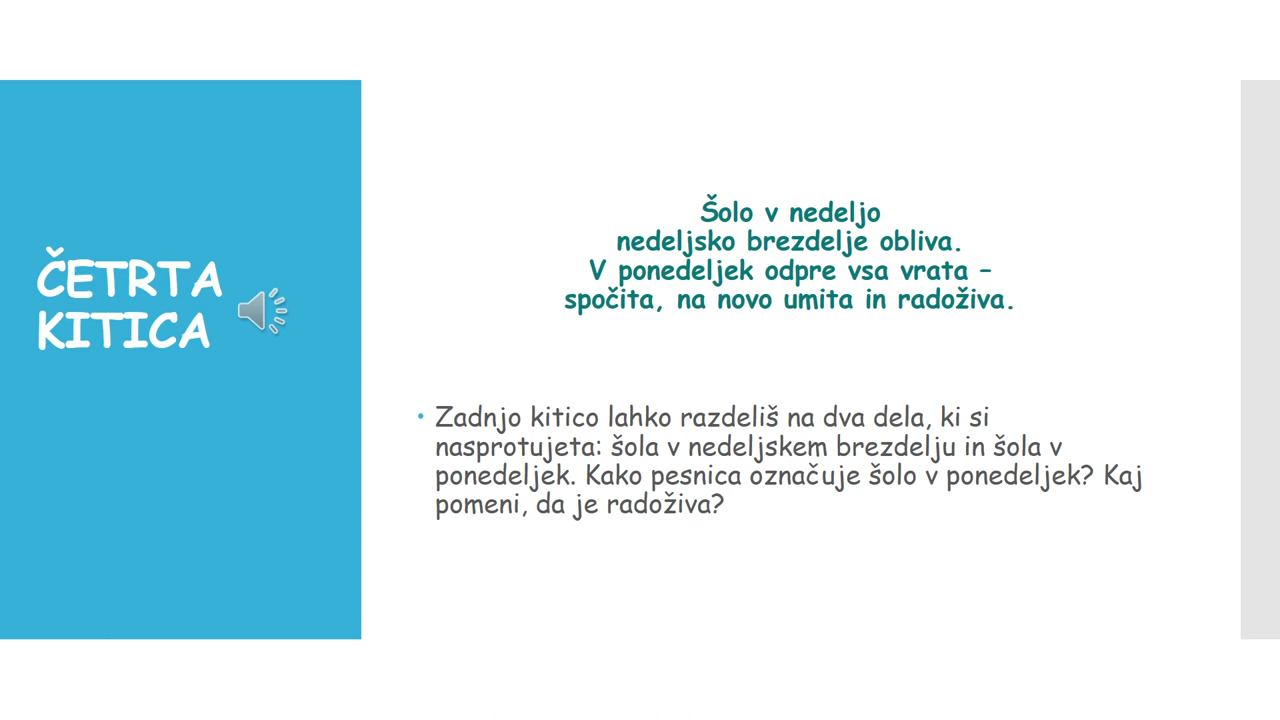 ČETRTA
KITICA
Šolo v nedeljo
nedeljsko brezdelje obliva.
V ponedeljek odpre vsa vrata –
spočita, na novo umita in radoživa.
• Zadnjo kitico lahko razdeliš na dva dela, ki si
nasprotujeta: šola v nedeljskem brezdelju in šola v
ponedeljek. Kako pesnica označuje šolo v ponedeljek? Kaj
pomeni, da je radoživa?